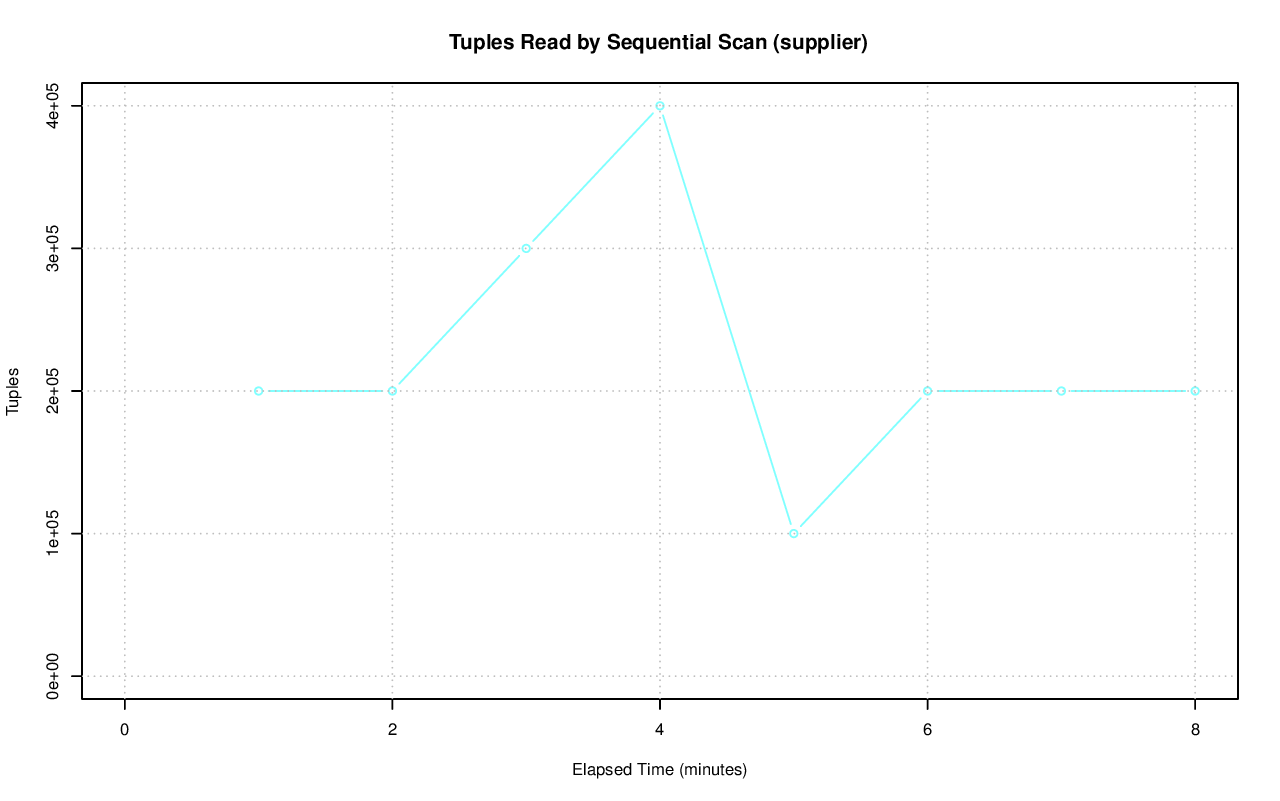 Tuples Read by Sequential Scan (supplier)
4e+05
3e+05
2e+05
1e+05
0e+00
Tuples
0 2 4 6 8
Elapsed Time (minutes)